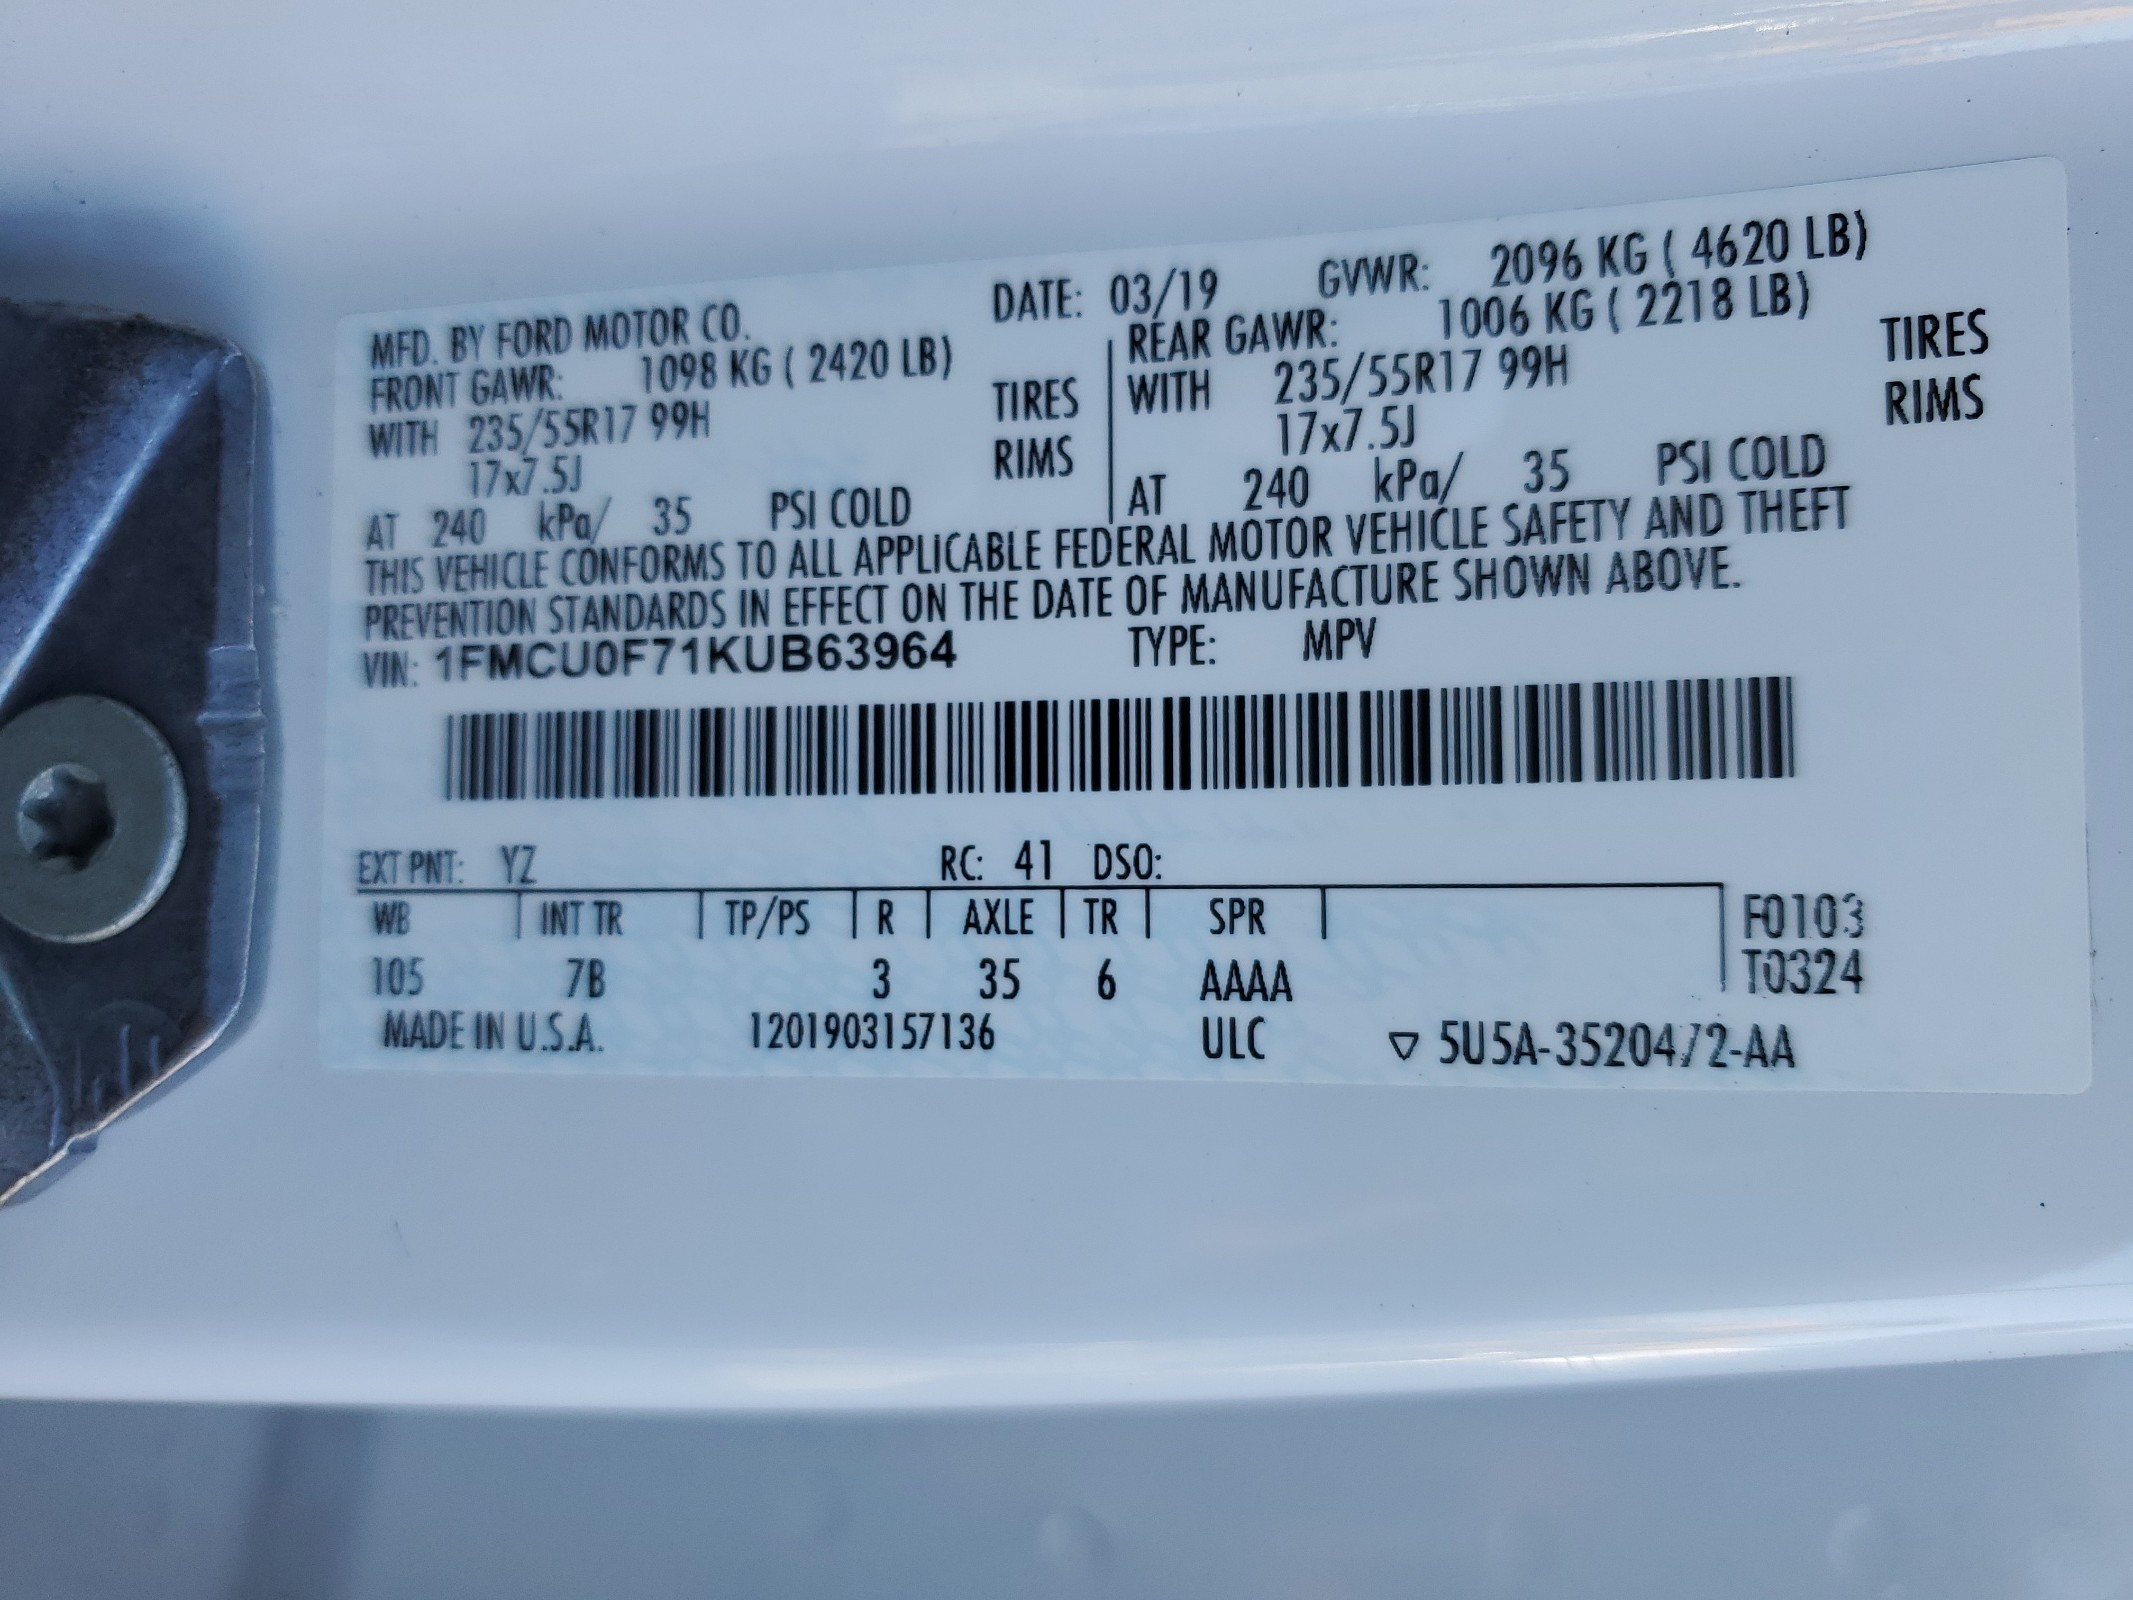 MFD. BY FORD MOTOR CO. DATE: 03/19 GVWR: 2096 KG ( 4620 LB)
FRONT GAWR: 1098 KG ( 2420 LB) REAR GAWR: 1006 KG ( 2218 LB)
WITH 235/55R17 99H TIRES WITH 235/55R17 99H TIRES
17x7.5J RIMS 17x7.5J RIMS
AT 240 kPa/ 35 PSI COLD AT 240 kPa/ 35 PSI COLD
THIS VEHICLE CONFORMS TO ALL APPLICABLE FEDERAL MOTOR VEHICLE SAFETY AND THEFT
PREVENTION STANDARDS IN EFFECT ON THE DATE OF MANUFACTURE SHOWN ABOVE.
VIN: 1FMCU0F71KUB63964 TYPE: MPV
EXT PNT: YZ RC: 41 DSO:
WB INT TR TP/PS R AXLE TR SPR F0103
105 7B 3 35 6 AAAA T0324
MADE IN U.S.A. 1201903157136 ULC ▽ 5U5A-3520472-AA